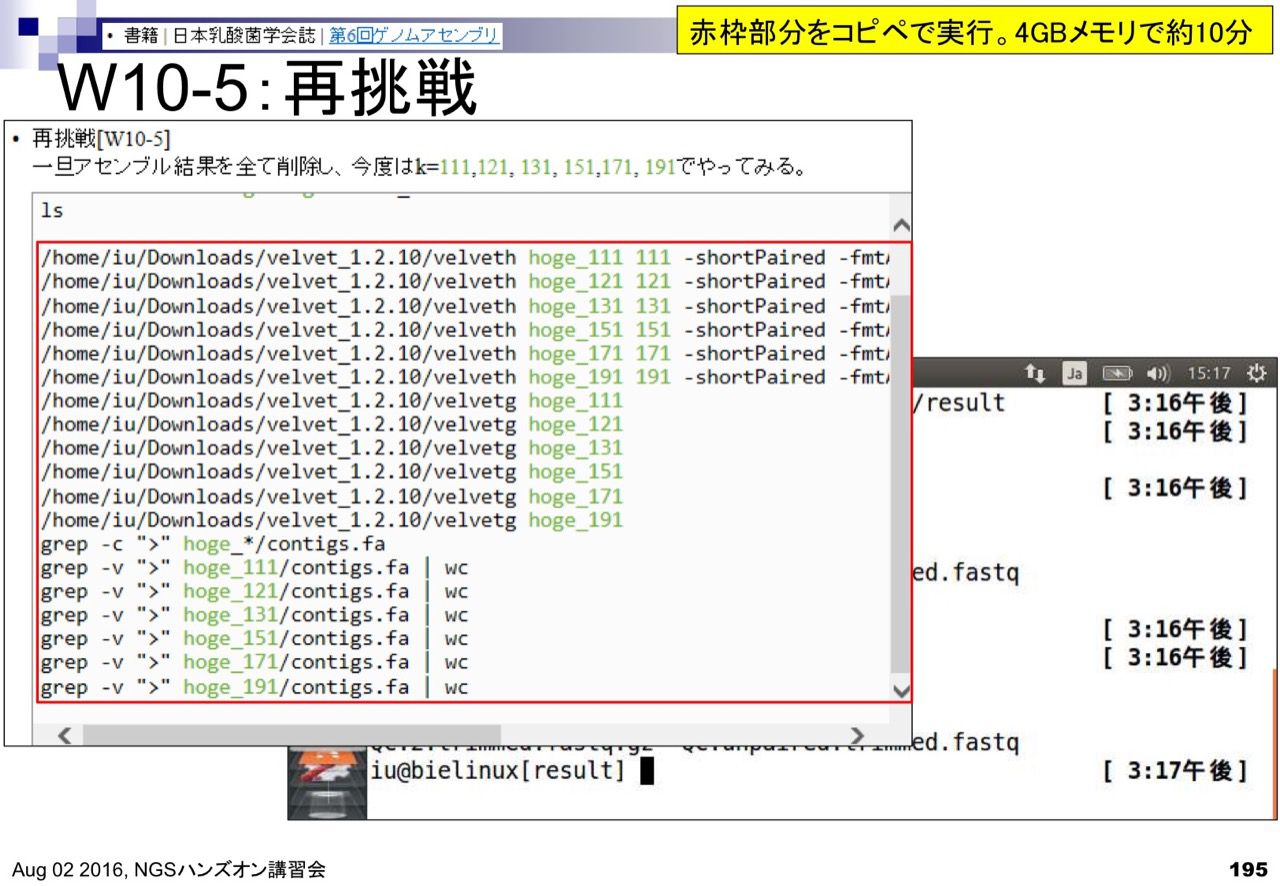 • 書籍 | 日本乳酸菌学会誌 | 第6回ゲノムアセンブリ
赤枠部分をコピペで実行。4GBメモリで約10分
W10-5：再挑戦
• 再挑戦[W10-5]
一旦アセンブル結果を全て削除し、今度はk=111,121, 131, 151,171, 191でやってみる。
ls
/home/iu/Downloads/velvet_1.2.10/velveth hoge_111 111 -shortPaired -fmt
/home/iu/Downloads/velvet_1.2.10/velveth hoge_121 121 -shortPaired -fmt
/home/iu/Downloads/velvet_1.2.10/velveth hoge_131 131 -shortPaired -fmt
/home/iu/Downloads/velvet_1.2.10/velveth hoge_151 151 -shortPaired -fmt
/home/iu/Downloads/velvet_1.2.10/velveth hoge_171 171 -shortPaired -fmt
/home/iu/Downloads/velvet_1.2.10/velveth hoge_191 191 -shortPaired -fmt
/home/iu/Downloads/velvet_1.2.10/velvetg hoge_111
/home/iu/Downloads/velvet_1.2.10/velvetg hoge_121
/home/iu/Downloads/velvet_1.2.10/velvetg hoge_131
/home/iu/Downloads/velvet_1.2.10/velvetg hoge_151
/home/iu/Downloads/velvet_1.2.10/velvetg hoge_171
/home/iu/Downloads/velvet_1.2.10/velvetg hoge_191
grep -c ">" hoge_*/contigs.fa
grep -v ">" hoge_111/contigs.fa | wc
grep -v ">" hoge_121/contigs.fa | wc
grep -v ">" hoge_131/contigs.fa | wc
grep -v ">" hoge_151/contigs.fa | wc
grep -v ">" hoge_171/contigs.fa | wc
grep -v ">" hoge_191/contigs.fa | wc
Ja 15:17
/result [ 3:16午後]
[ 3:16午後]
[ 3:16午後]
ed.fastq
[ 3:16午後]
[ 3:16午後]
QC.2.trimmed.fastq.gz QC.unpaired.trimmed.fastq
iu@bielinux[result] [ 3:17午後]
Aug 02 2016, NGSハンズオン講習会
195